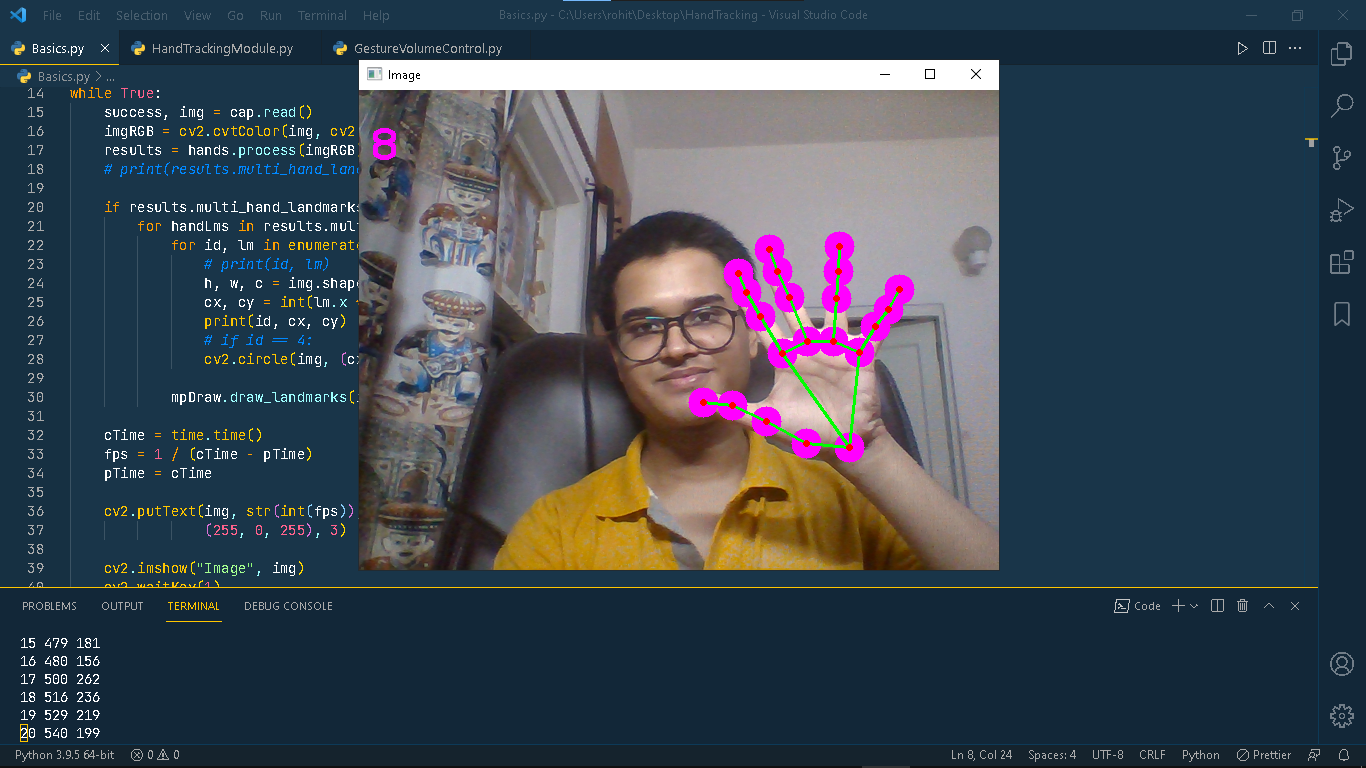 File Edit Selection View Go Run Terminal Help Basics.py - C:\Users\rohit\Desktop\HandTracking - Visual Studio Code
Basics.py HandTrackingModule.py GestureVolumeControl.py
Basics.py > ...
Image
8
14 while True:
15 success, img = cap.read()
16 imgRGB = cv2.cvtColor(img, cv2
17 results = hands.process(imgRGB
18 # print(results.multi_hand_lan
19
20 if results.multi_hand_landmarks
21 for handLms in results.mul
22 for id, lm in enumerat
23 # print(id, lm)
24 h, w, c = img.shap
25 cx, cy = int(lm.x
26 print(id, cx, cy)
27 # if id == 4:
28 cv2.circle(img, (c
29
30 mpDraw.draw_landmarks(
31
32 cTime = time.time()
33 fps = 1 / (cTime - pTime)
34 pTime = cTime
35
36 cv2.putText(img, str(int(fps))
37 (255, 0, 255), 3)
38
39 cv2.imshow("Image", img)
40 cv2.waitKey(1)
PROBLEMS OUTPUT TERMINAL DEBUG CONSOLE Code
15 479 181
16 480 156
17 500 262
18 516 236
19 529 219
20 540 199
Python 3.9.5 64-bit 0 0 Ln 8, Col 24 Spaces: 4 UTF-8 CRLF Python Prettier